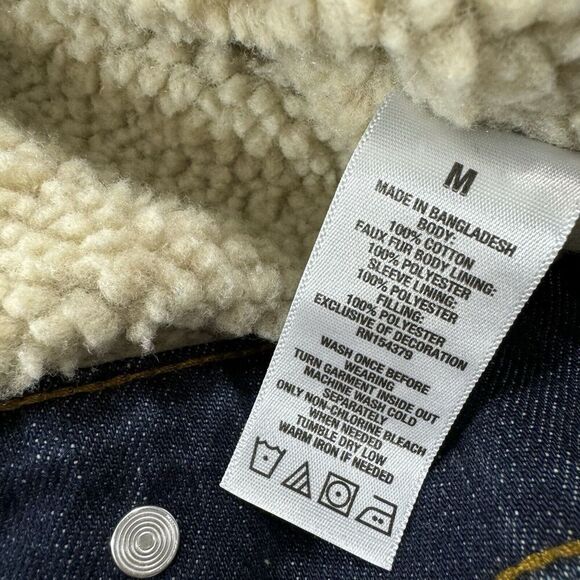 M
MADE IN BANGLADESH
BODY:
100% COTTON
FAUX FUR BODY LINING:
100% POLYESTER
SLEEVE LINING:
100% POLYESTER
FILLING:
100% POLYESTER
EXCLUSIVE OF DECORATION
RN154379
WASH ONCE BEFORE
WEARING
TURN GARMENT INSIDE OUT
MACHINE WASH COLD
SEPARATELY
ONLY NON-CHLORINE BLEACH
WHEN NEEDED
TUMBLE DRY LOW
WARM IRON IF NEEDED